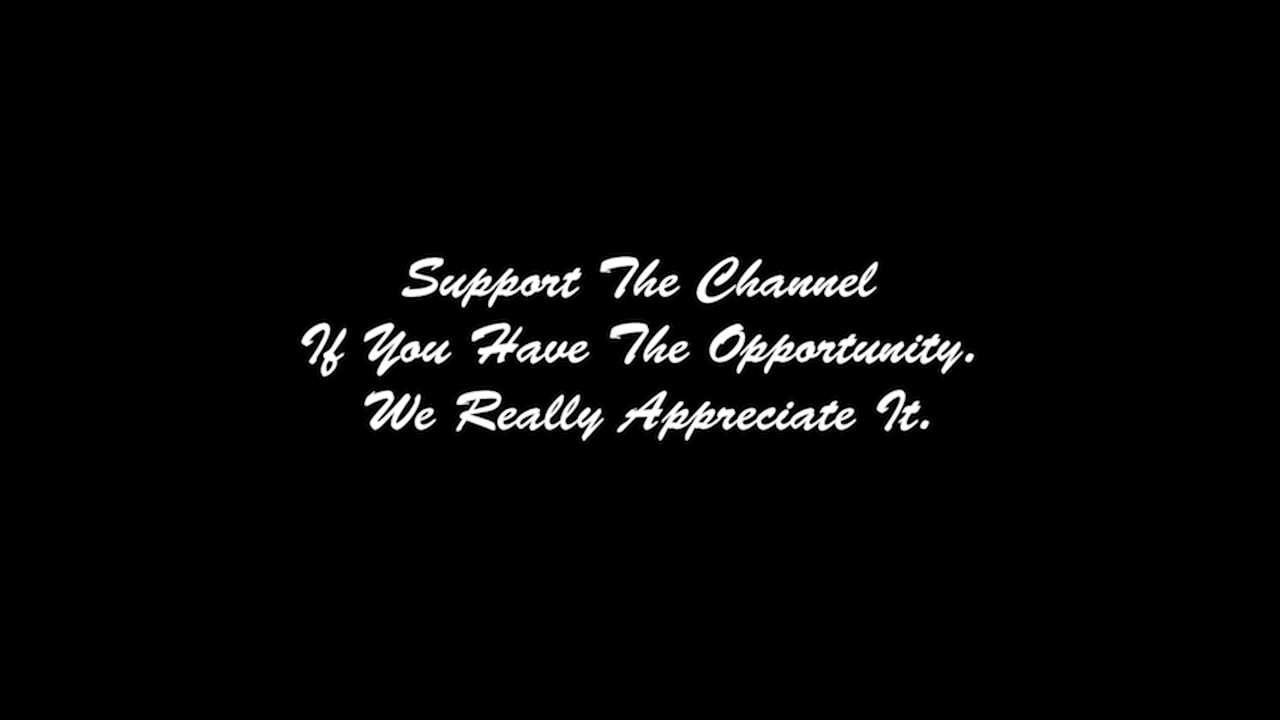 Support The Channel
If You Have The Opportunity.
We Really Appreciate It.